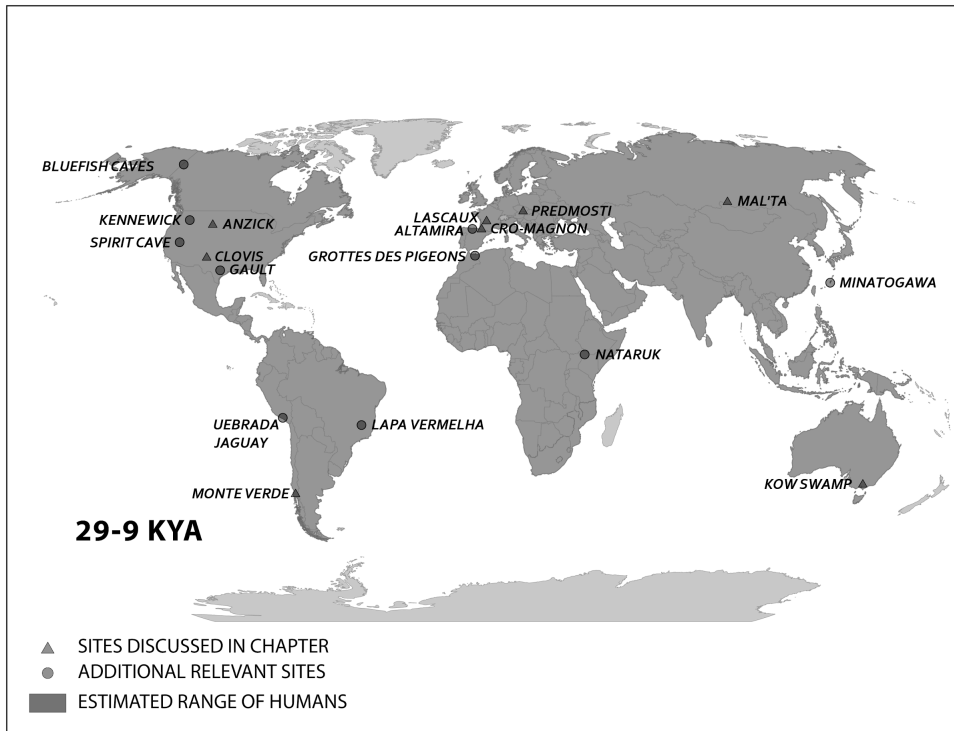 BLUEFISH CAVES
KENNEWICK
ANZICK
SPIRIT CAVE
CLOVIS
GAULT
LASCAUX
ALTAMIRA
PREDMOSTI
CRO-MAGNON
GROTTES DES PIGEONS
MAL'TA
MINATOGAWA
NATARUK
UEBRADA
JAGUAY
LAPA VERMELHA
MONTE VERDE
KOW SWAMP
29-9 KYA
SITES DISCUSSED IN CHAPTER
ADDITIONAL RELEVANT SITES
ESTIMATED RANGE OF HUMANS